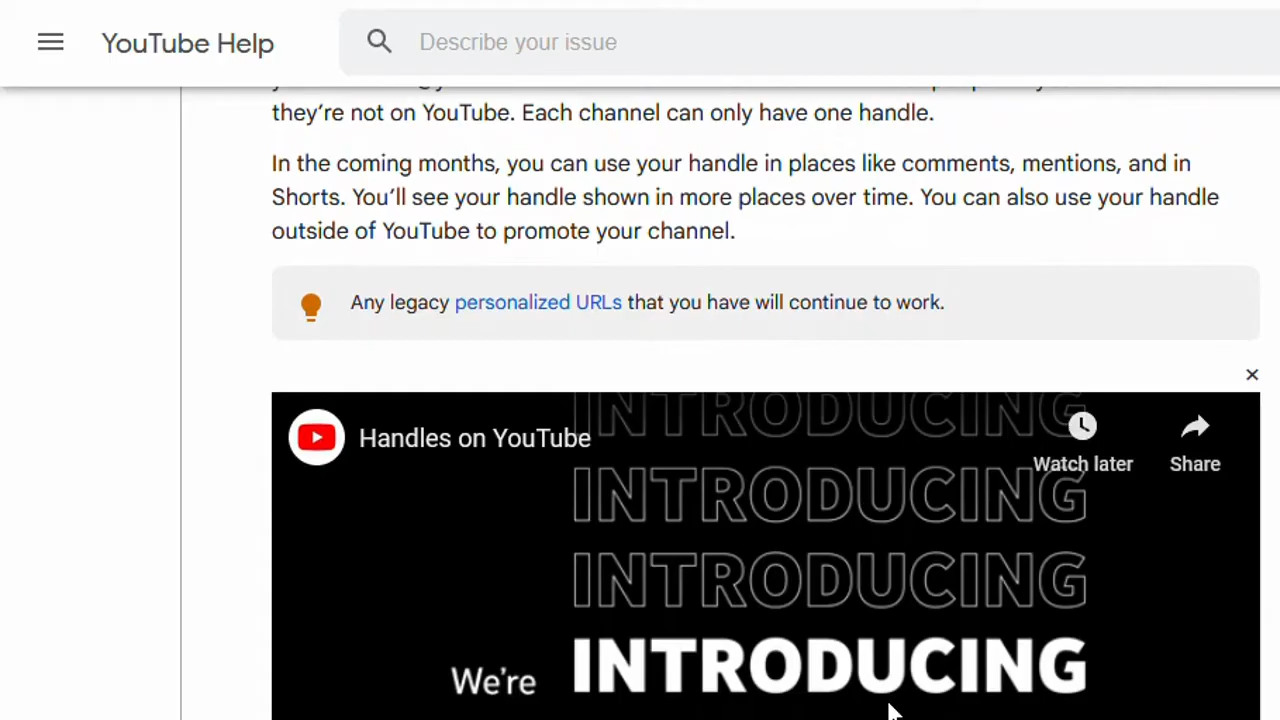 YouTube Help
Describe your issue
they're not on YouTube. Each channel can only have one handle.
In the coming months, you can use your handle in places like comments, mentions, and in
Shorts. You'll see your handle shown in more places over time. You can also use your handle
outside of YouTube to promote your channel.
Any legacy personalized URLs that you have will continue to work.
Handles on YouTube
Watch later
Share
INTRODUCING
INTRODUCING
INTRODUCING
We're INTRODUCING